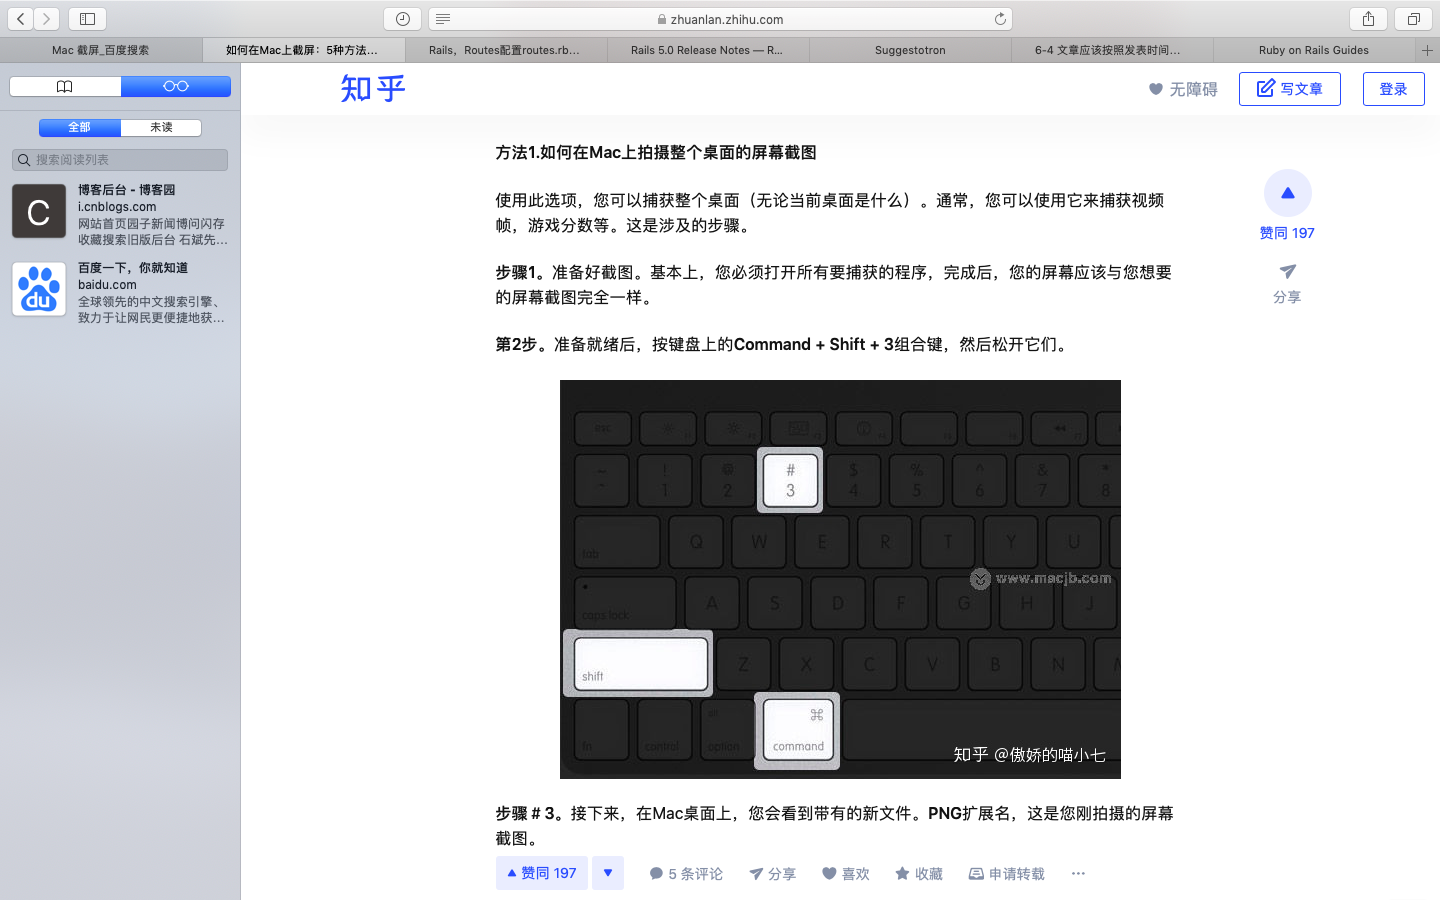 zhuanlan.zhihu.com
Mac 截屏_百度搜索
如何在Mac上截屏：5种方法...
Rails，Routes配置routes.rb...
Rails 5.0 Release Notes — R...
Suggestotron
6-4 文章应该按照发表时间...
Ruby on Rails Guides
全部
未读
搜索阅读列表
C
博客后台 - 博客园
i.cnblogs.com
网站首页园子新闻博问闪存
收藏搜索旧版后台 石斌先...
du
百度一下，你就知道
baidu.com
全球领先的中文搜索引擎、
致力于让网民更便捷地获...
知乎
无障碍
写文章
登录
方法1.如何在Mac上拍摄整个桌面的屏幕截图
使用此选项，您可以捕获整个桌面（无论当前桌面是什么）。通常，您可以使用它来捕获视频
帧，游戏分数等。这是涉及的步骤。
步骤1。准备好截图。基本上，您必须打开所有要捕获的程序，完成后，您的屏幕应该与您想要
的屏幕截图完全一样。
第2步。准备就绪后，按键盘上的Command + Shift + 3组合键，然后松开它们。
esc
! @ # $ % ^ & *
1 2 3 4 5 6 7 8
tab Q W E R T Y U
www.macjb.com
caps lock A S D F G H J
shift Z X C V B N M
fn control alt option ⌘ command
知乎 @傲娇的喵小七
步骤 # 3。接下来，在Mac桌面上，您会看到带有的新文件。PNG扩展名，这是您刚拍摄的屏幕
截图。
赞同 197
5 条评论
分享
喜欢
收藏
申请转载
···
赞同 197
分享